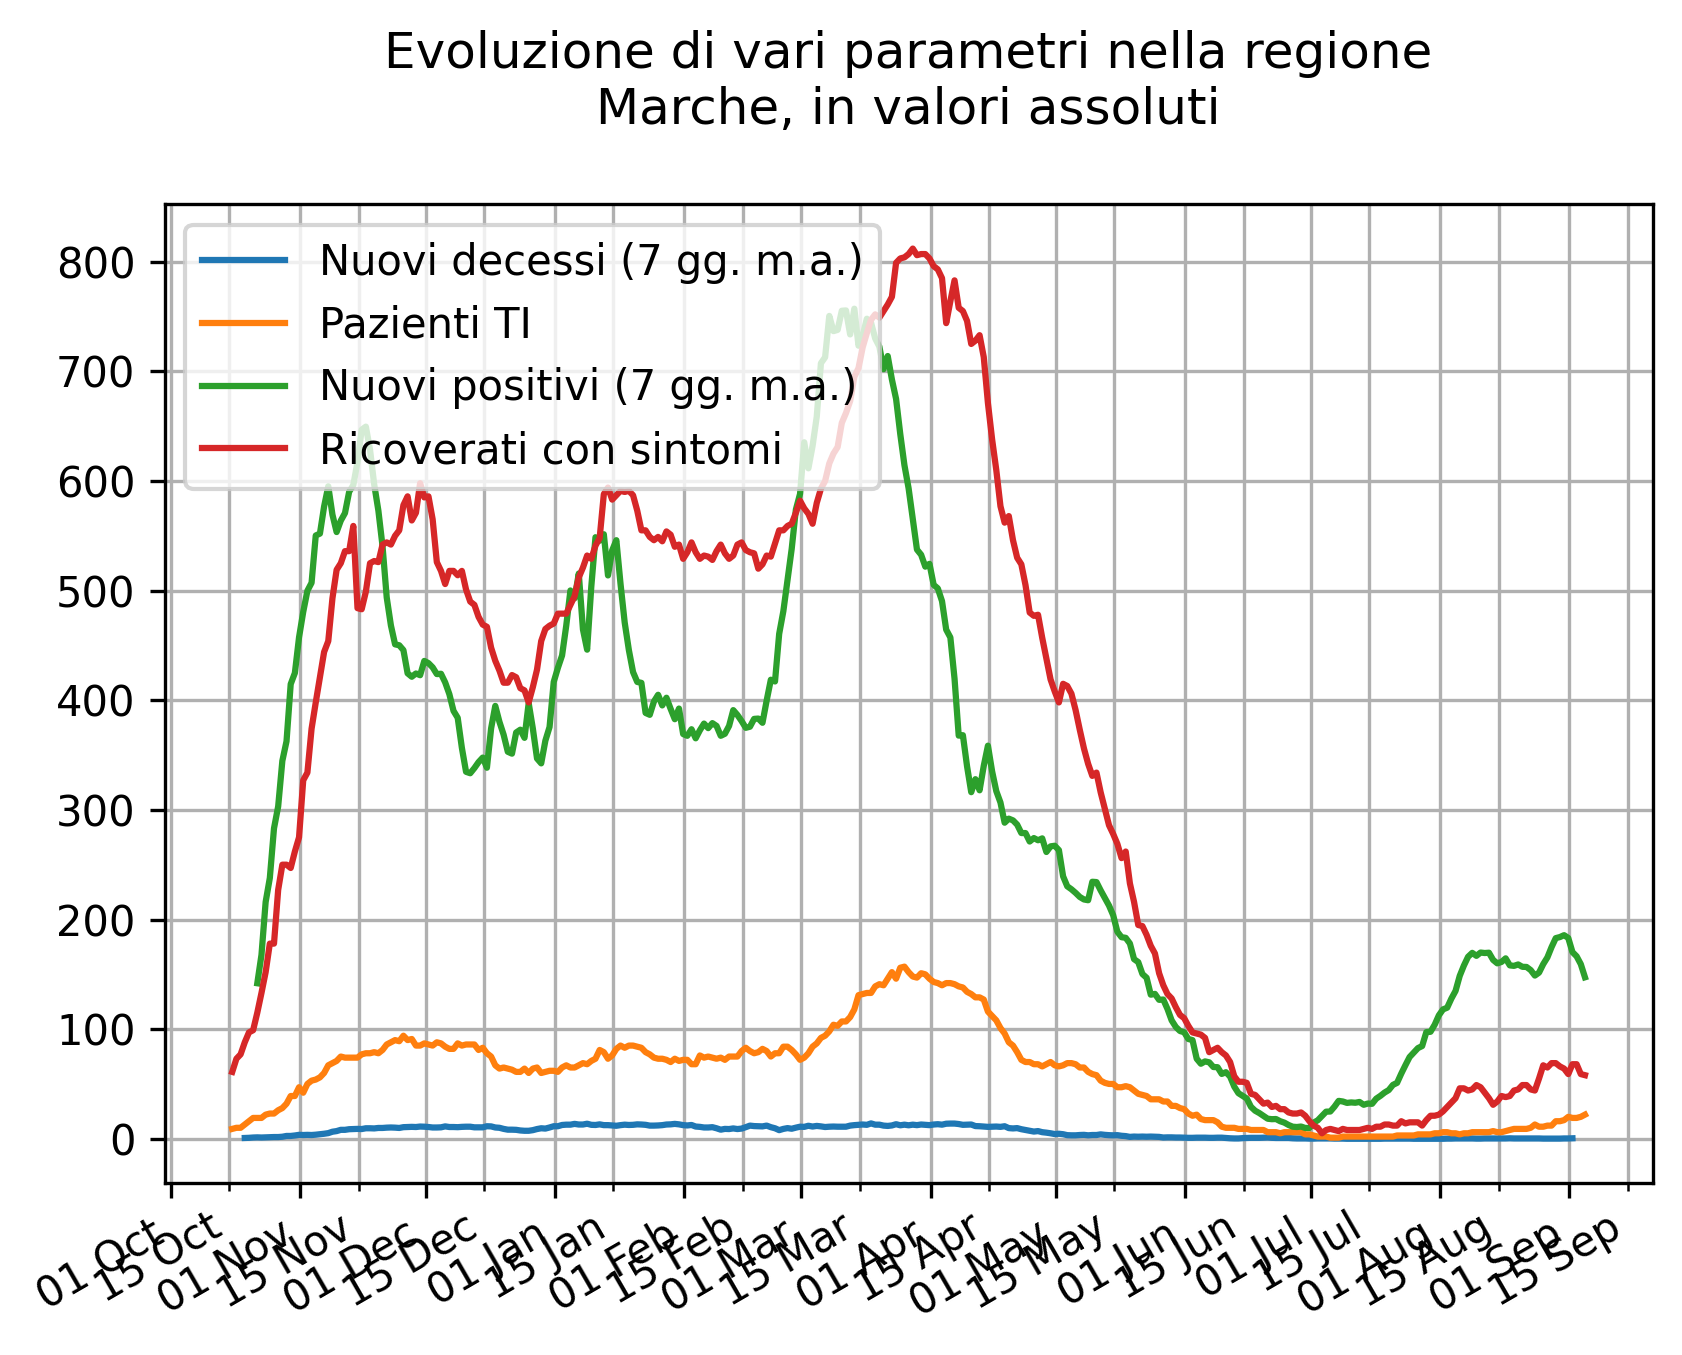 Evoluzione di vari parametri nella regione
Marche, in valori assoluti
Nuovi decessi (7 gg. m.a.)
Pazienti TI
Nuovi positivi (7 gg. m.a.)
Ricoverati con sintomi
800
700
600
500
400
300
200
100
0
01 Oct
15 Oct
01 Nov
15 Nov
01 Dec
15 Dec
01 Jan
15 Jan
01 Feb
15 Feb
01 Mar
15 Mar
01 Apr
15 Apr
01 May
15 May
01 Jun
15 Jun
01 Jul
15 Jul
01 Aug
15 Aug
01 Sep
15 Sep